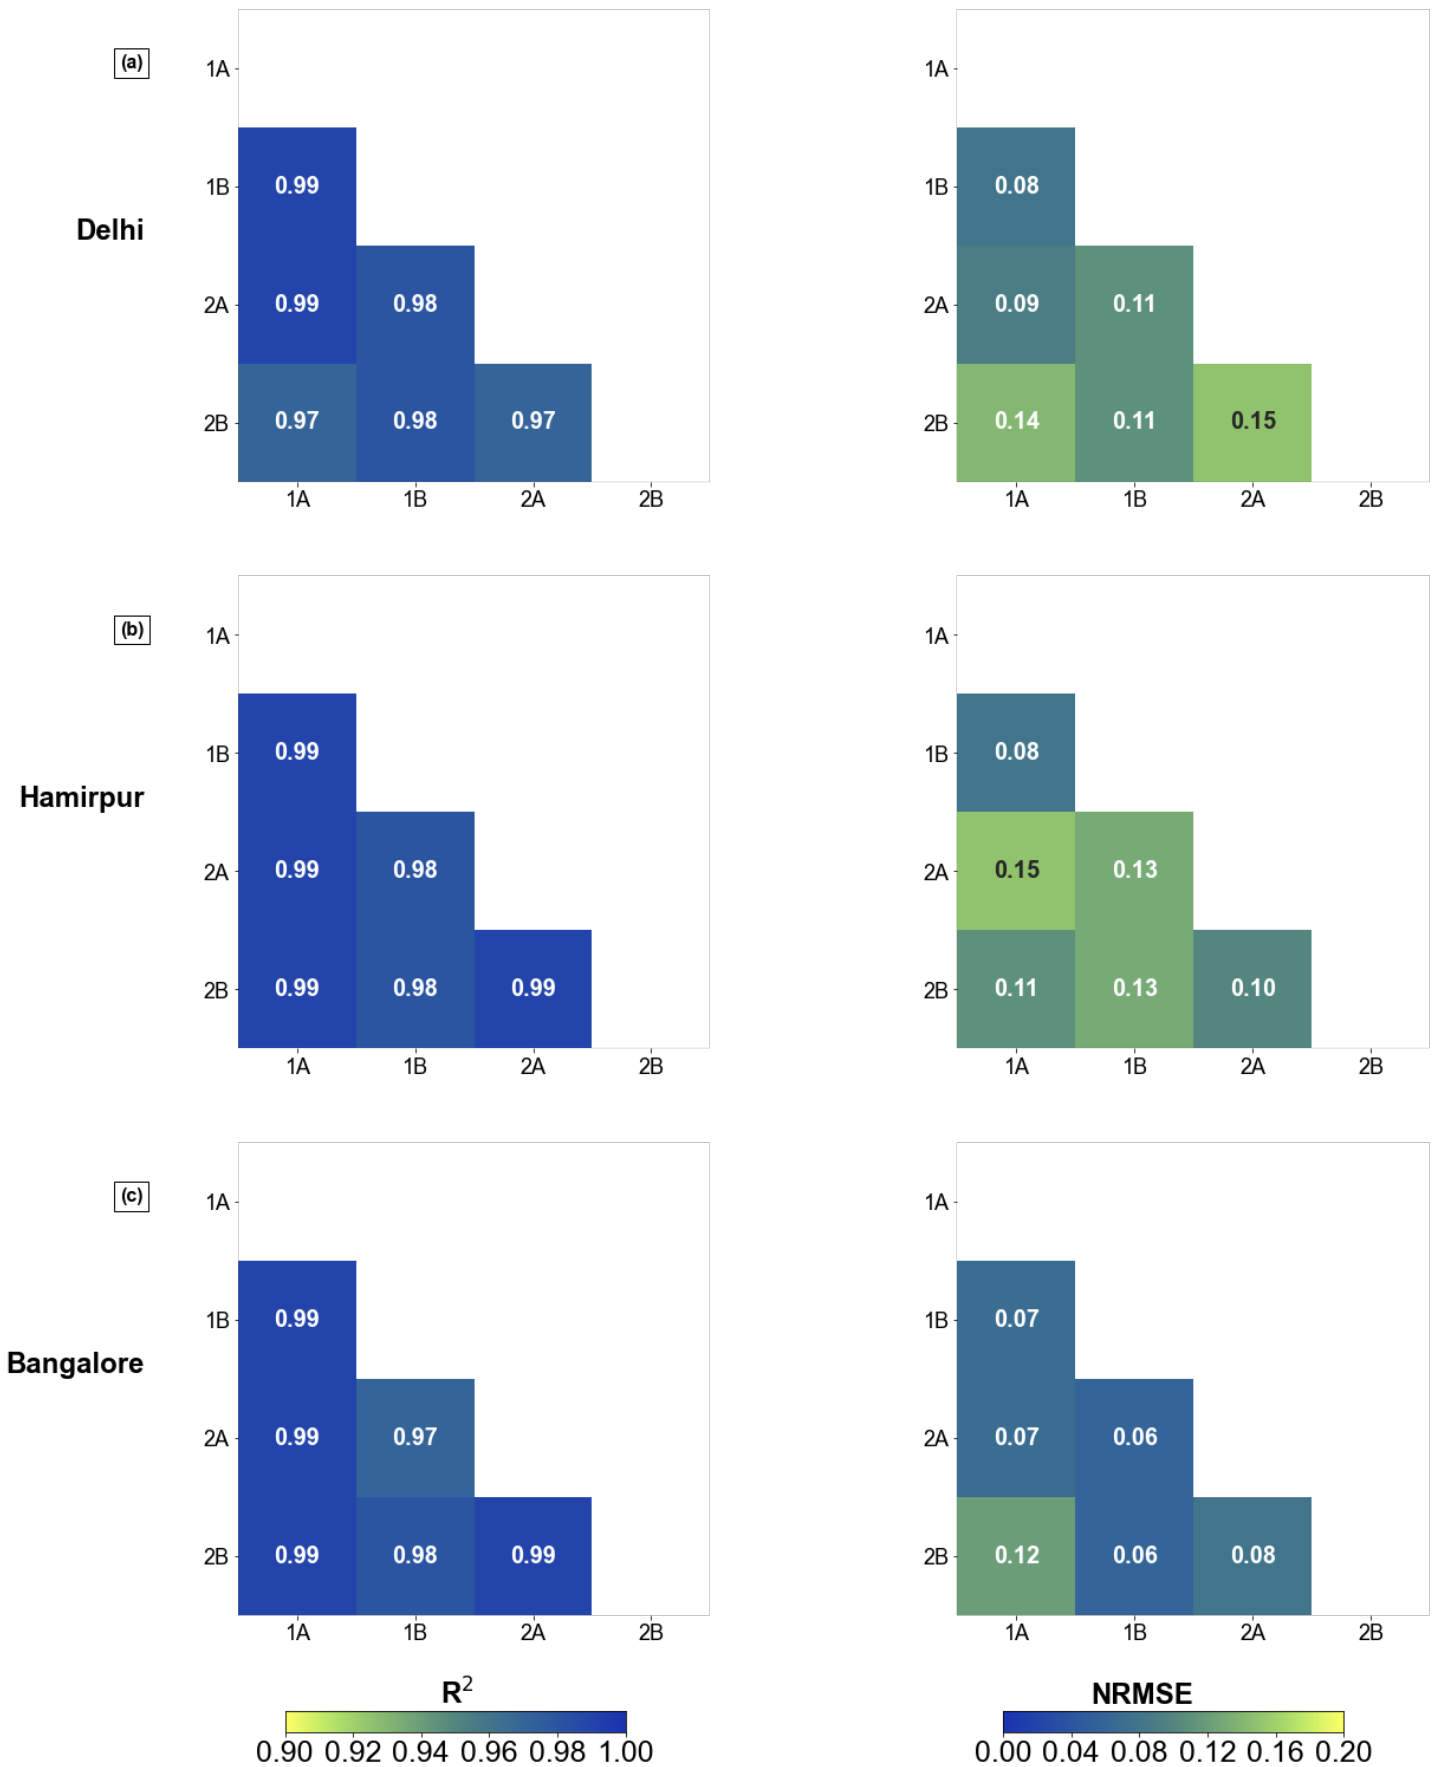 (a)
Delhi
1A
1B
0.99
2A
0.99 0.98
2B
0.97 0.98 0.97
1A 1B 2A 2B
1A
1B
0.08
2A
0.09 0.11
2B
0.14 0.11 0.15
1A 1B 2A 2B
(b)
Hamirpur
1A
1B
0.99
2A
0.99 0.98
2B
0.99 0.98 0.99
1A 1B 2A 2B
1A
1B
0.08
2A
0.15 0.13
2B
0.11 0.13 0.10
1A 1B 2A 2B
(c)
Bangalore
1A
1B
0.99
2A
0.99 0.97
2B
0.99 0.98 0.99
1A 1B 2A 2B
1A
1B
0.07
2A
0.07 0.06
2B
0.12 0.06 0.08
1A 1B 2A 2B
R²
0.90 0.92 0.94 0.96 0.98 1.00
NRMSE
0.00 0.04 0.08 0.12 0.16 0.20